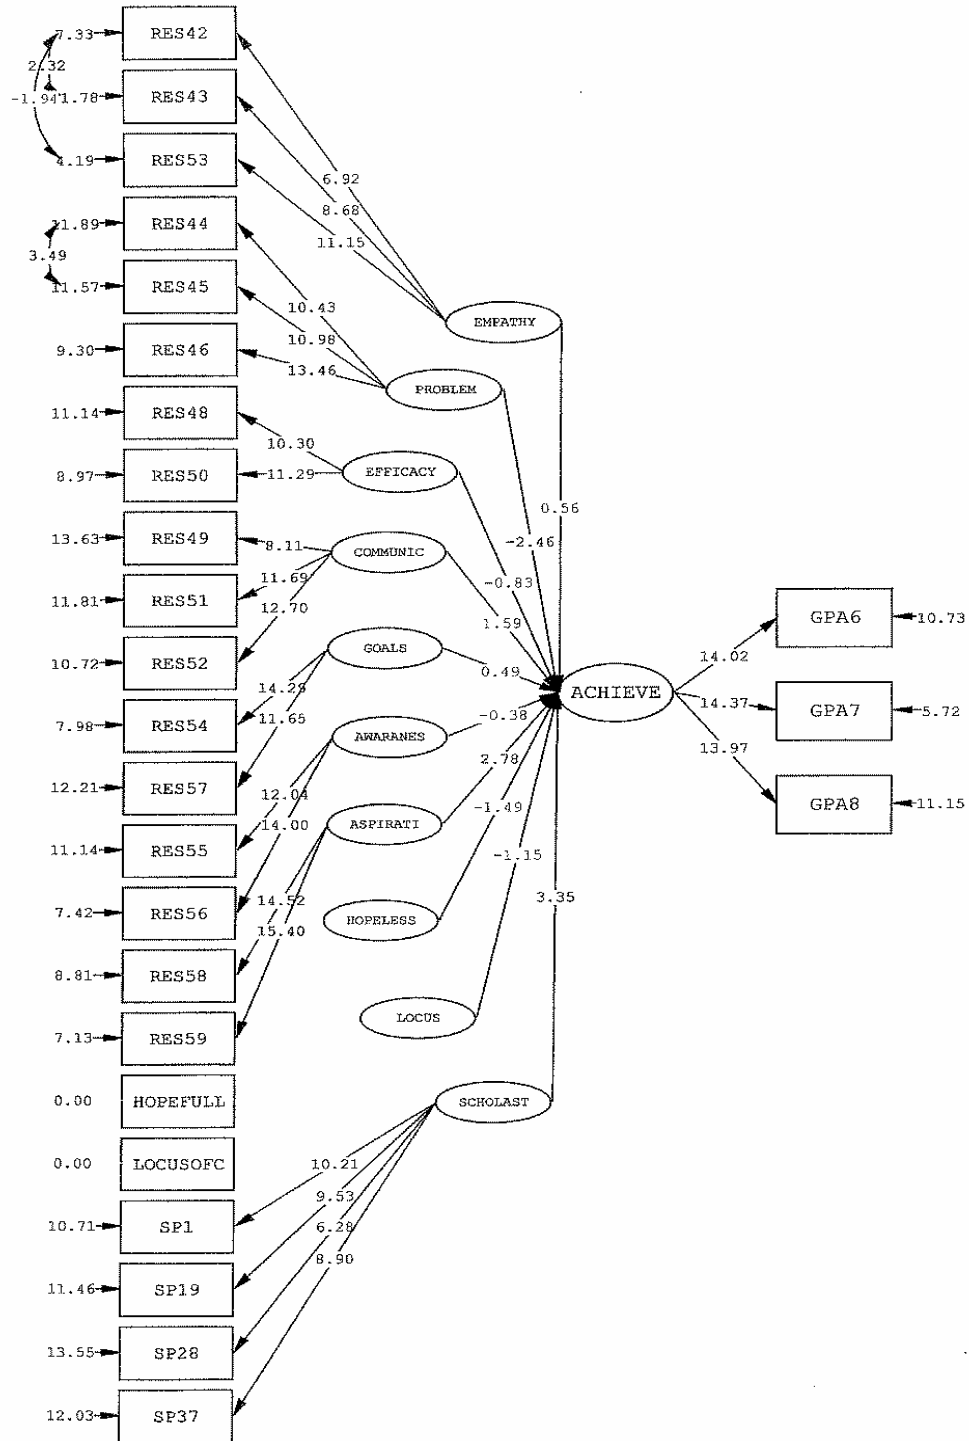 7.33 RES42
2.32
-1.94 1.78 RES43
4.19 RES53
6.92
8.68
11.15
11.89 RES44
3.49
11.57 RES45
10.43
10.98
13.46
EMPATHY
9.30 RES46
PROBLEM
11.14 RES48
10.30
11.29
EFFICACY
8.97 RES50
0.56
-2.46
13.63 RES49
8.11
11.69
12.70
COMMUNIC
-0.83
1.59
11.81 RES51
GPA6 10.73
10.72 RES52
GOALS
0.49
14.02
14.29
11.65
ACHIEVE
14.37
GPA7 5.72
7.98 RES54
AWARANES
-0.38
13.97
2.78
12.21 RES57
12.04
14.00
-1.49
GPA8 11.15
11.14 RES55
ASPIRATI
-1.15
7.42 RES56
14.52
15.40
HOPELESS
3.35
8.81 RES58
LOCUS
7.13 RES59
0.00 HOPEFULL
SCHOLAST
0.00 LOCUSOFC
10.21
9.53
6.28
8.90
10.71 SP1
11.46 SP19
13.55 SP28
12.03 SP37